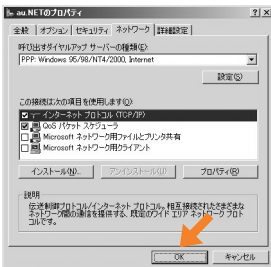 au.NETのプロパティ
全般 オプション セキュリティ ネットワーク 詳細設定
呼び出すダイヤルアップ サーバーの種類(E):
PPP: Windows 95/98/NT4/2000, Internet
設定(S)
この接続は次の項目を使用します(O):
インターネット プロトコル (TCP/IP)
QoS パケット スケジューラ
Microsoft ネットワーク用ファイルとプリンタ共有
Microsoft ネットワーク用クライアント
インストール(N)... アンインストール(U) プロパティ(R)
説明
伝送制御プロトコル/インターネット プロトコル。相互接続されたさまざまな
ネットワーク間の通信を提供する、既定のワイド エリア ネットワーク プロト
コルです。
OK キャンセル